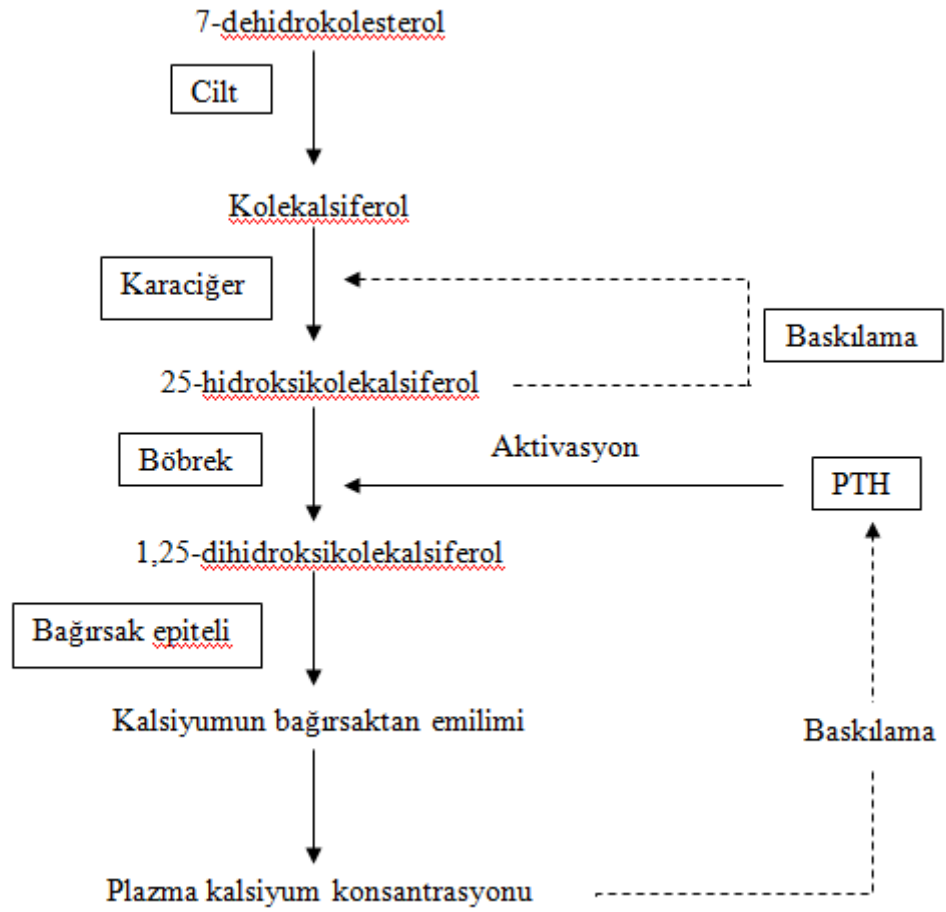 7-dehidrokolesterol
Cilt
Kolekalsiferol
Karaciğer
Baskılama
25-hidroksikolekalsiferol
Aktivasyon
Böbrek
PTH
1,25-dihidroksikolekalsiferol
Bağırsak epiteli
Kalsiyumun bağırsaktan emilimi
Baskılama
Plazma kalsiyum konsantrasyonu